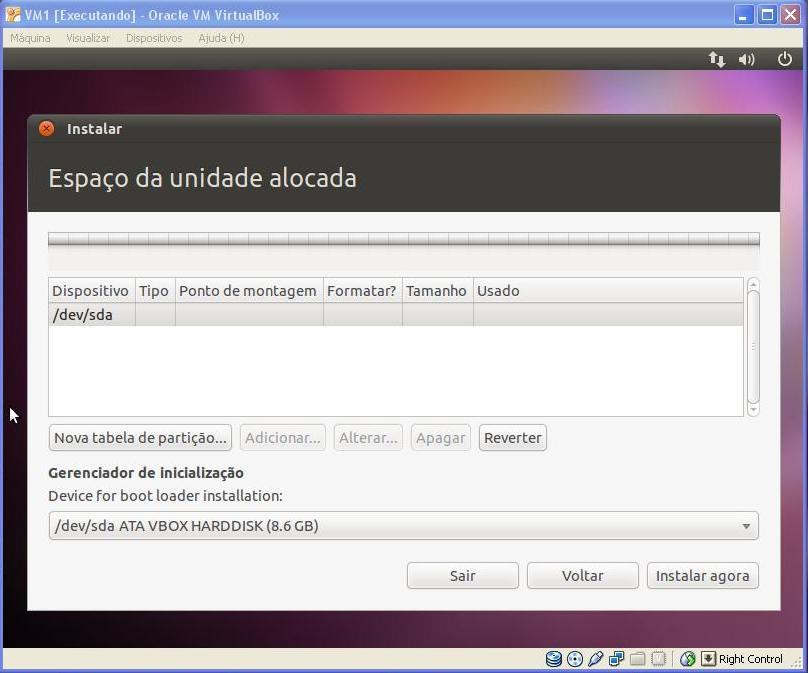 VM1 [Executando] - Oracle VM VirtualBox
Máquina Visualizar Dispositivos Ajuda (H)
Instalar
Espaço da unidade alocada
Dispositivo Tipo Ponto de montagem Formatar? Tamanho Usado
/dev/sda
Nova tabela de partição... Adicionar... Alterar... Apagar Reverter
Gerenciador de inicialização
Device for boot loader installation:
/dev/sda ATA VBOX HARDDISK (8.6 GB)
Sair Voltar Instalar agora
Right Control